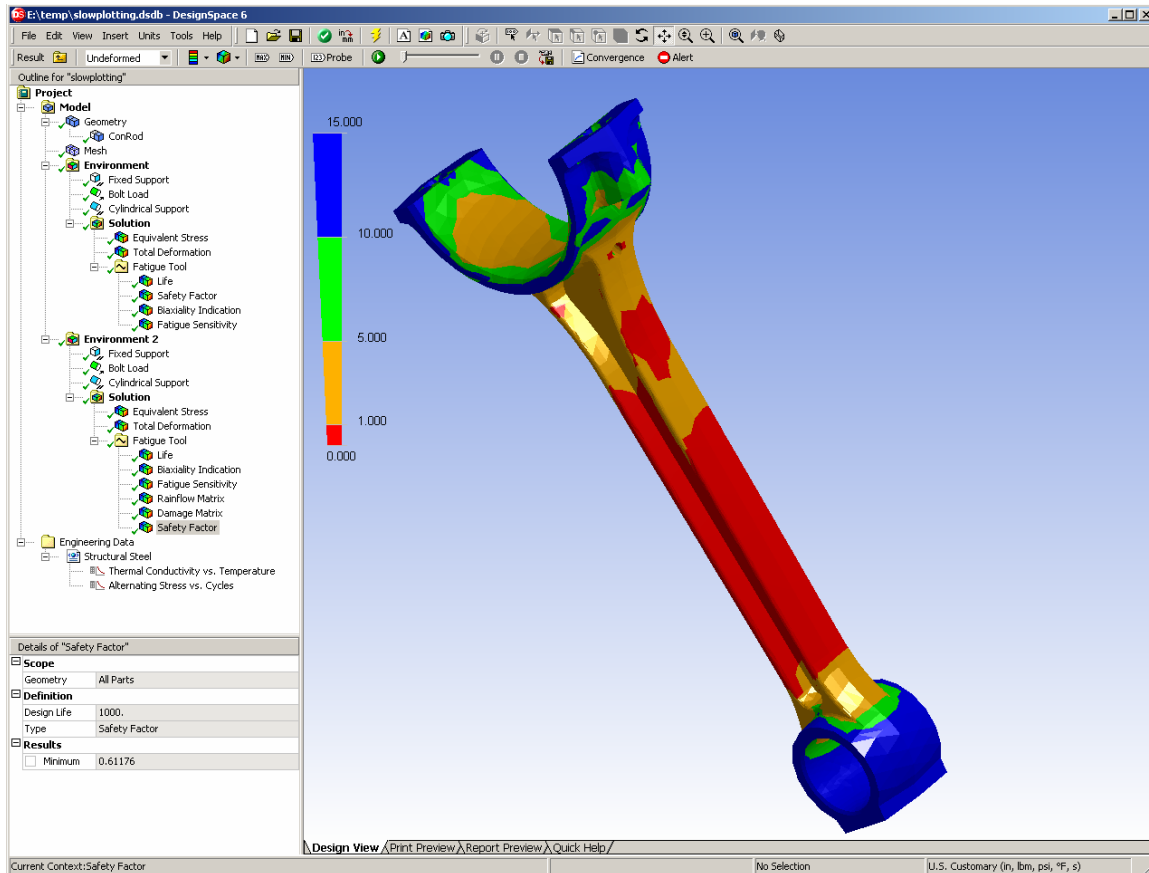 E:\temp\slowplotting.dsdb - DesignSpace 6
File Edit View Insert Units Tools Help
Result Undeformed MAX MIN Probe Convergence Alert
Outline for "slowplotting"
Project
Model
Geometry
ConRod
Mesh
Environment
Fixed Support
Bolt Load
Cylindrical Support
Solution
Equivalent Stress
Total Deformation
Fatigue Tool
Life
Safety Factor
Biaxiality Indication
Fatigue Sensitivity
Environment 2
Fixed Support
Bolt Load
Cylindrical Support
Solution
Equivalent Stress
Total Deformation
Fatigue Tool
Life
Biaxiality Indication
Fatigue Sensitivity
Rainflow Matrix
Damage Matrix
Safety Factor
Engineering Data
Structural Steel
Thermal Conductivity vs. Temperature
Alternating Stress vs. Cycles
Details of "Safety Factor"
Scope
Geometry All Parts
Definition
Design Life 1000.
Type Safety Factor
Results
Minimum 0.61176
15.000
10.000
5.000
1.000
0.000
Design View Print Preview Report Preview Quick Help
Current Context:Safety Factor No Selection U.S. Customary (in, lbm, psi, °F, s)